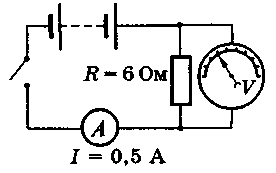 R = 6 Ом
V
A
I = 0,5 А